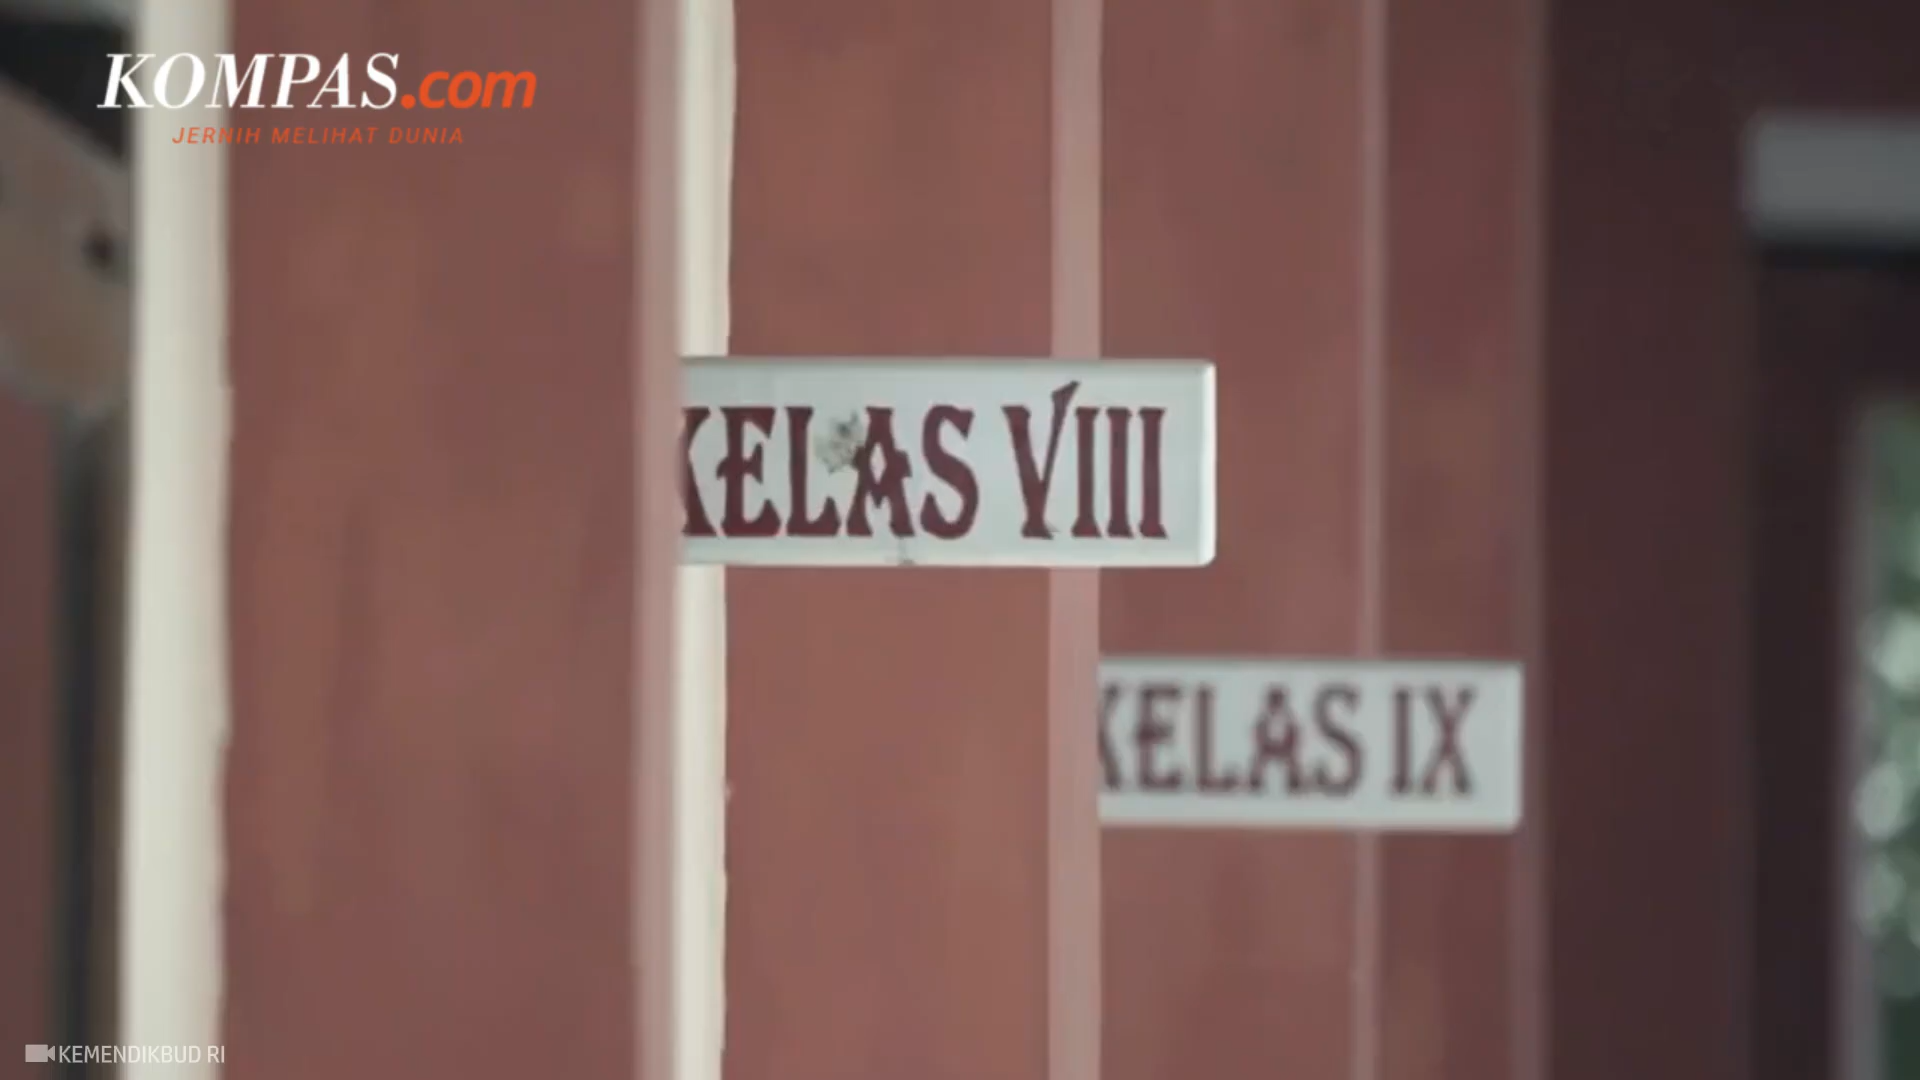 KOMPAS.com
JERNIH MELIHAT DUNIA
KELAS VIII
KELAS IX
KEMENDIKBUD RI